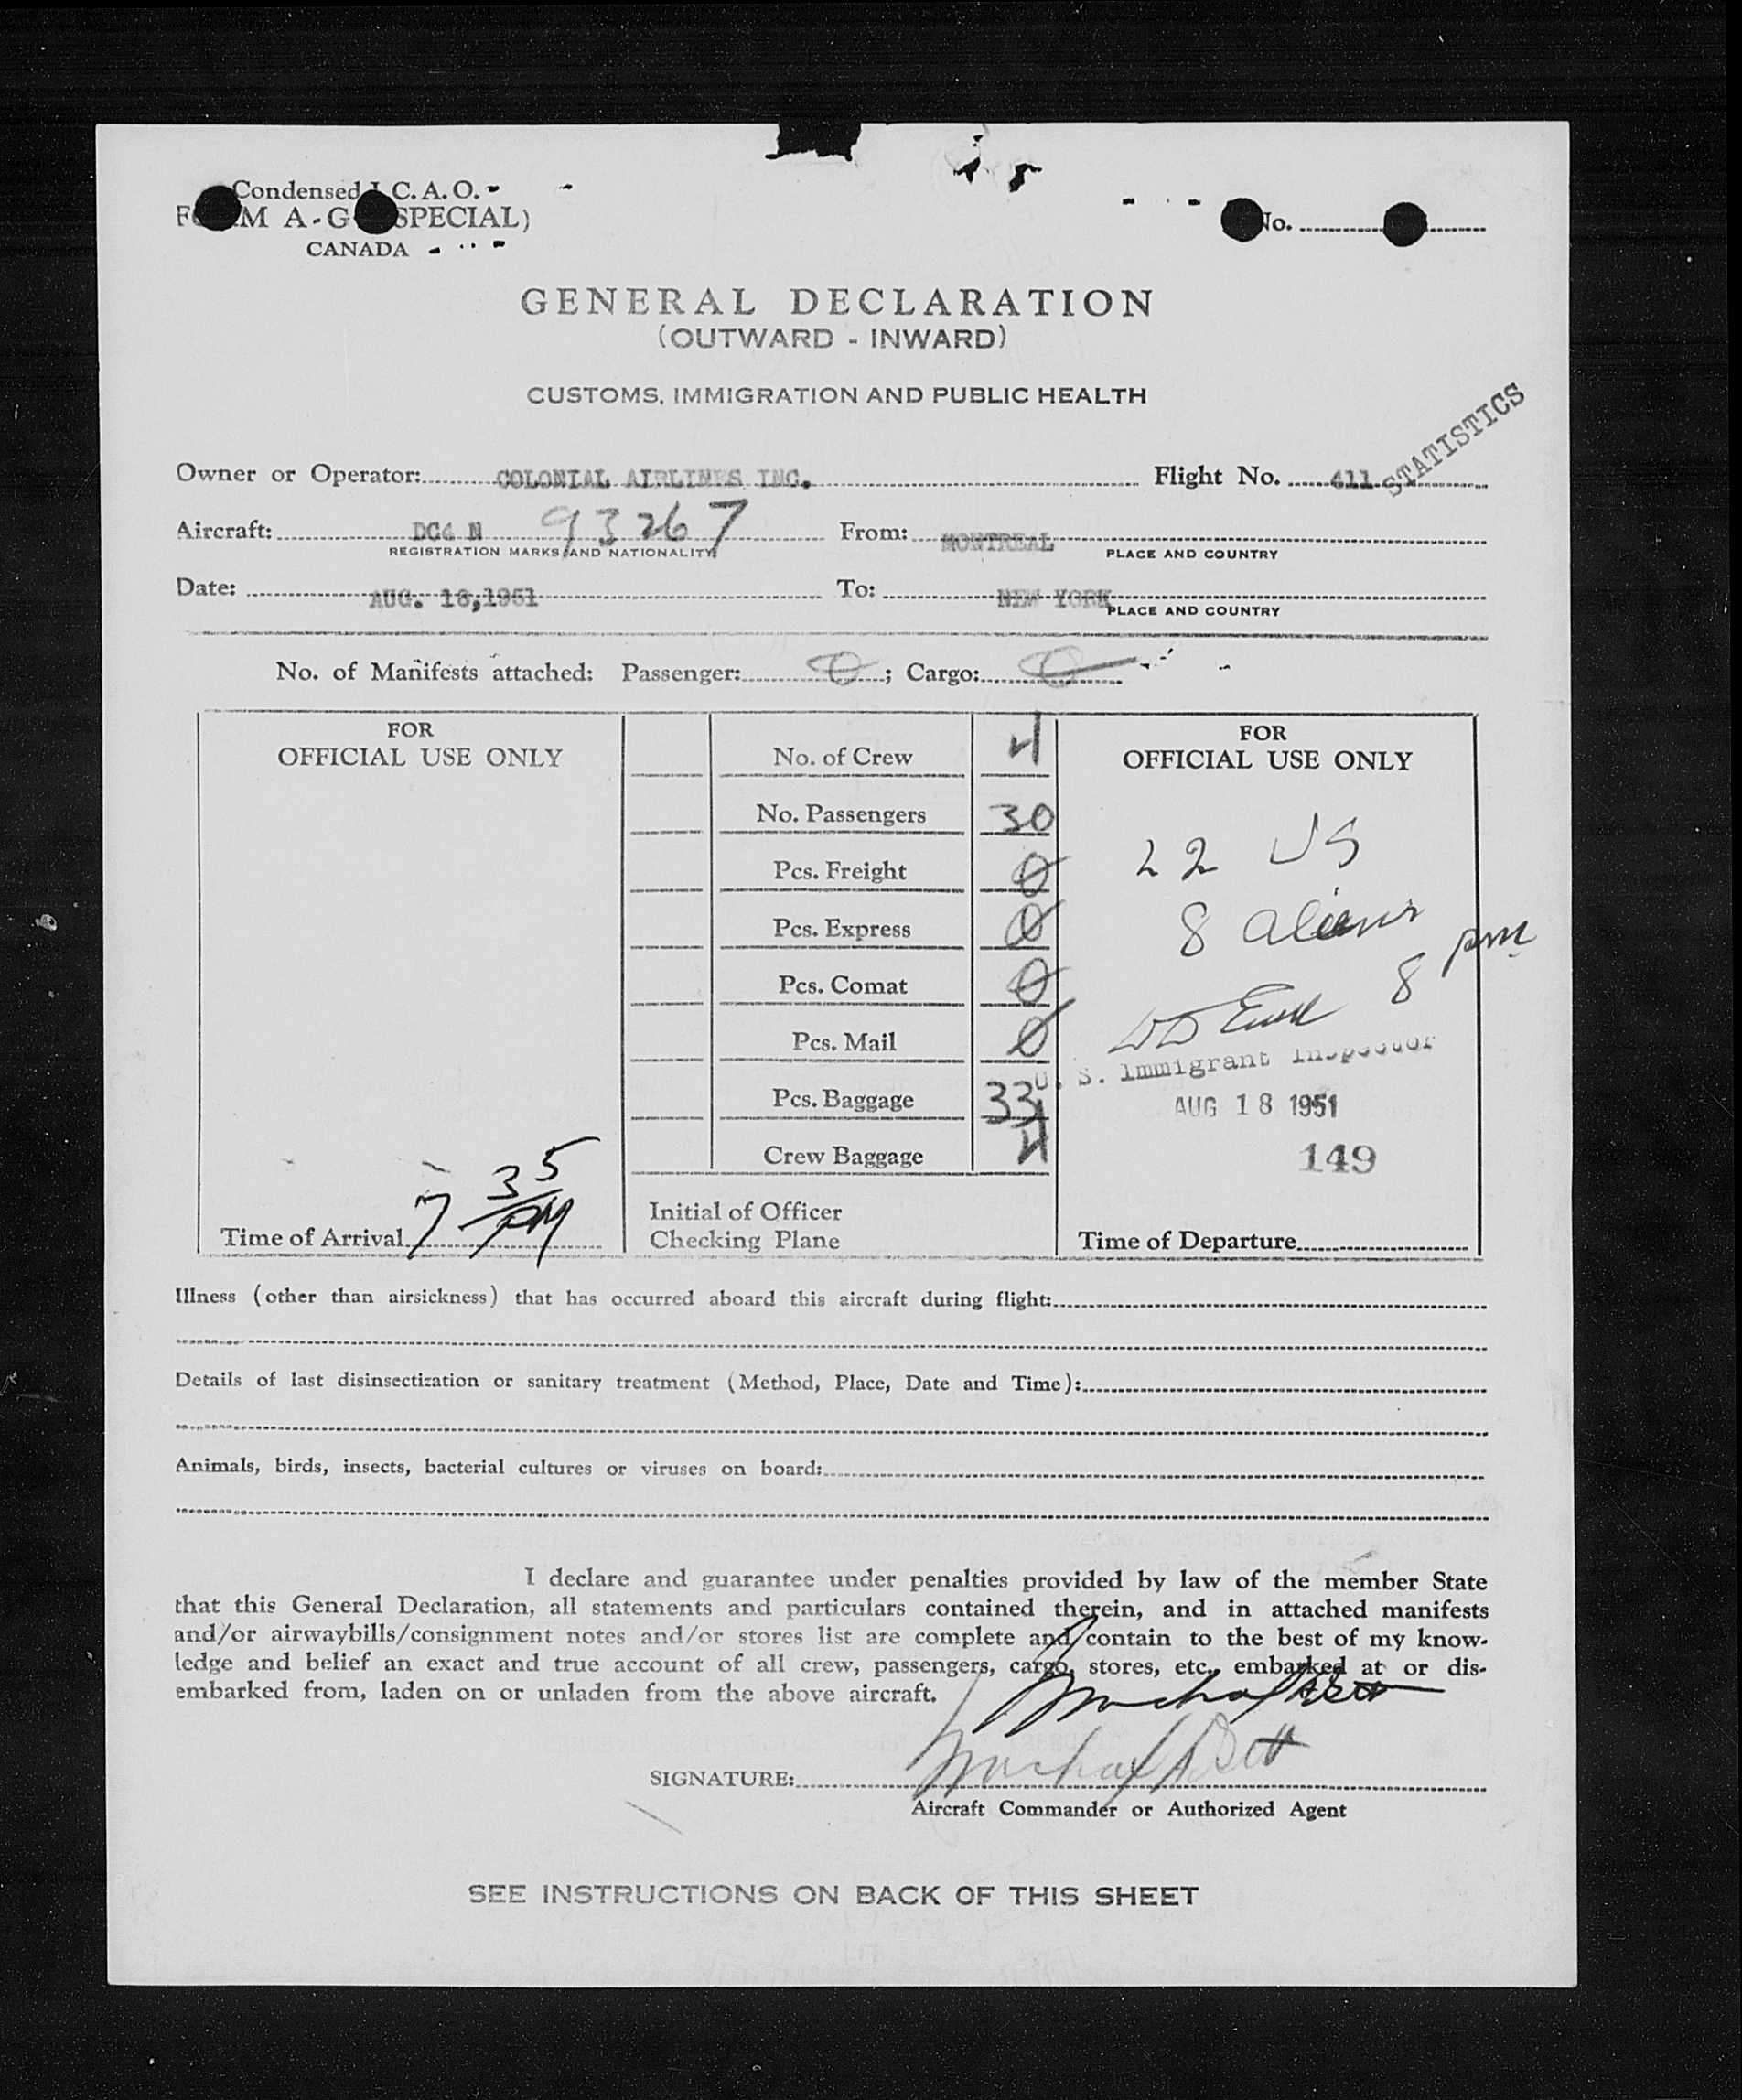 Condensed I.C.A.O.
FORM A-G (SPECIAL)
CANADA
No.
GENERAL DECLARATION
(OUTWARD - INWARD)
CUSTOMS, IMMIGRATION AND PUBLIC HEALTH
STATISTICS
Owner or Operator: COLONIAL AIRLINES INC. Flight No. 411
Aircraft: DC4 N 93267 From: MONTREAL
REGISTRATION MARKS AND NATIONALITY PLACE AND COUNTRY
Date: AUG. 18,1951 To: NEW YORK
PLACE AND COUNTRY
No. of Manifests attached: Passenger: 0 ; Cargo: 0
FOR
OFFICIAL USE ONLY
Time of Arrival 7 35 PM
No. of Crew 4
No. Passengers 30
Pcs. Freight 0
Pcs. Express 0
Pcs. Comat 0
Pcs. Mail 0
Pcs. Baggage 33
Crew Baggage 4
Initial of Officer
Checking Plane
FOR
OFFICIAL USE ONLY
22 US
8 aliens
8 pm
U. S. Immigrant Inspector
AUG 18 1951
149
Time of Departure
Illness (other than airsickness) that has occurred aboard this aircraft during flight:
Details of last disinsectization or sanitary treatment (Method, Place, Date and Time):
Animals, birds, insects, bacterial cultures or viruses on board:
I declare and guarantee under penalties provided by law of the member State
that this General Declaration, all statements and particulars contained therein, and in attached manifests
and/or airwaybills/consignment notes and/or stores list are complete and contain to the best of my know-
ledge and belief an exact and true account of all crew, passengers, cargo, stores, etc., embarked at or dis-
embarked from, laden on or unladen from the above aircraft.
SIGNATURE:
Aircraft Commander or Authorized Agent
SEE INSTRUCTIONS ON BACK OF THIS SHEET